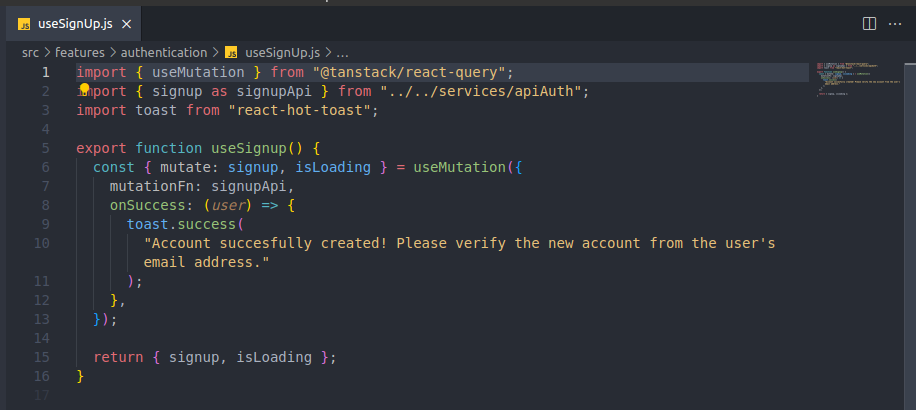 JS useSignUp.js ×
src > features > authentication > JS useSignUp.js > ...
1 import { useMutation } from "@tanstack/react-query";
2 import { signup as signupApi } from "../../services/apiAuth";
3 import toast from "react-hot-toast";
4
5 export function useSignup() {
6 const { mutate: signup, isLoading } = useMutation({
7 mutationFn: signupApi,
8 onSuccess: (user) => {
9 toast.success(
10 "Account succesfully created! Please verify the new account from the user's
email address."
11 );
12 },
13 });
14
15 return { signup, isLoading };
16 }
17